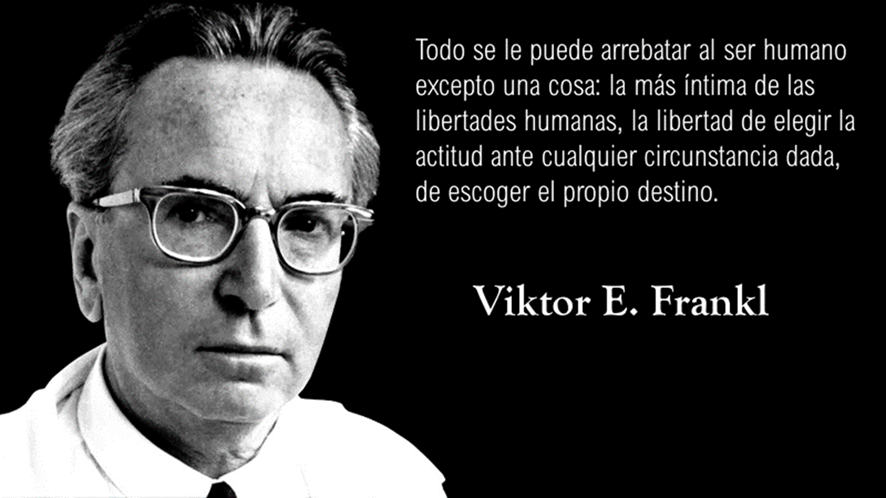 Todo se le puede arrebatar al ser humano
excepto una cosa: la más íntima de las
libertades humanas, la libertad de elegir la
actitud ante cualquier circunstancia dada,
de escoger el propio destino.
Viktor E. Frankl